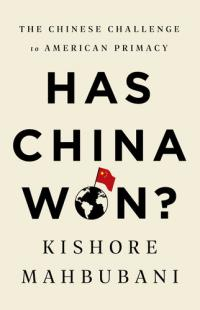 THE CHINESE CHALLENGE
to AMERICAN PRIMACY
HAS
CHINA
WON?
KISHORE
MAHBUBANI